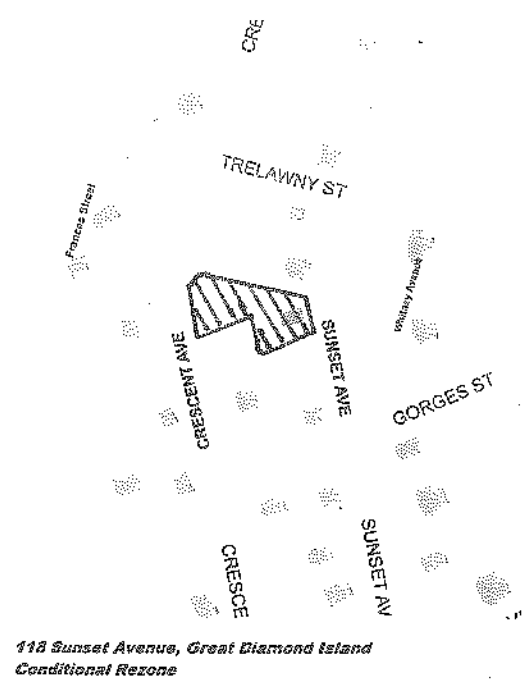 CRE
TRELAWNY ST
Frances Street
Whitney Avenue
CRESCENT AVE
SUNSET AVE
GORGES ST
CRESCE
SUNSET AV
118 Sunset Avenue, Great Diamond Island
Conditional Rezone